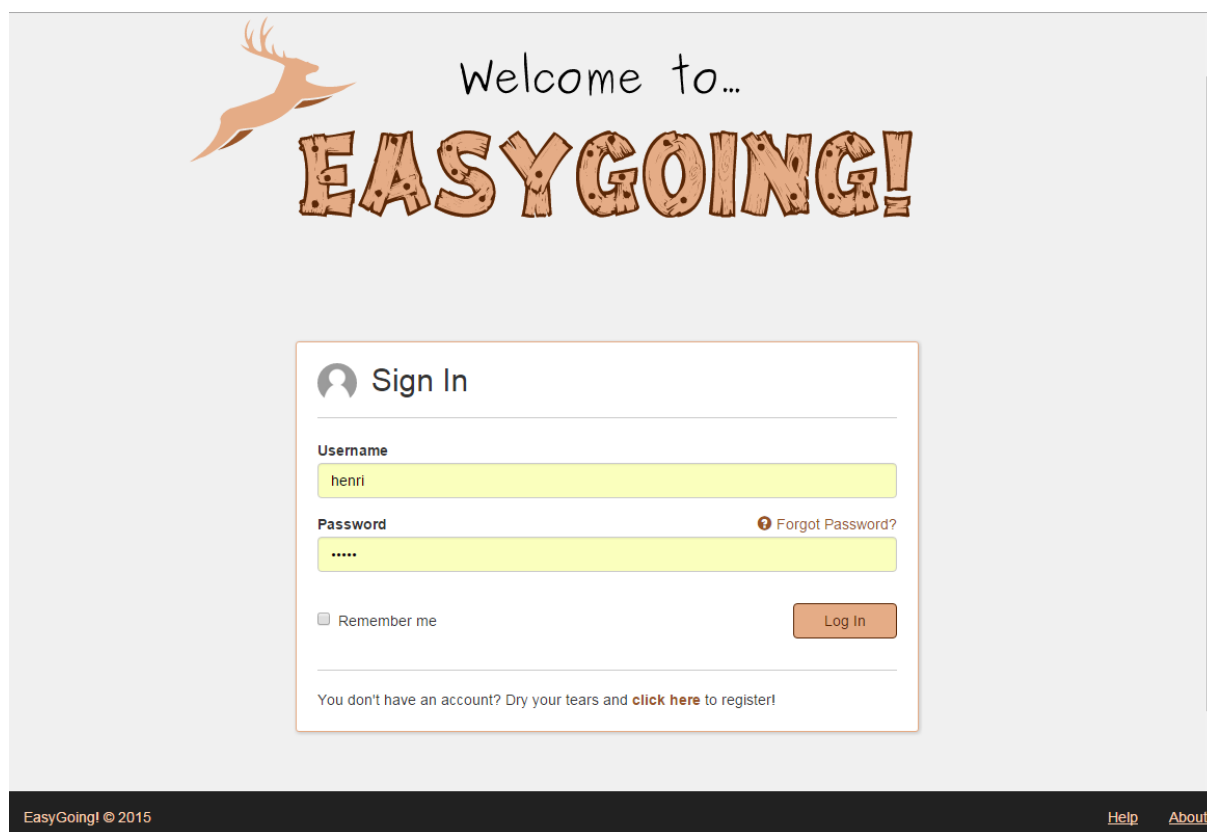 Welcome to...
EASYGOING!
Sign In
Username
henri
Password
Forgot Password?
•••••
Remember me
Log In
You don't have an account? Dry your tears and click here to register!
EasyGoing! © 2015
Help
About